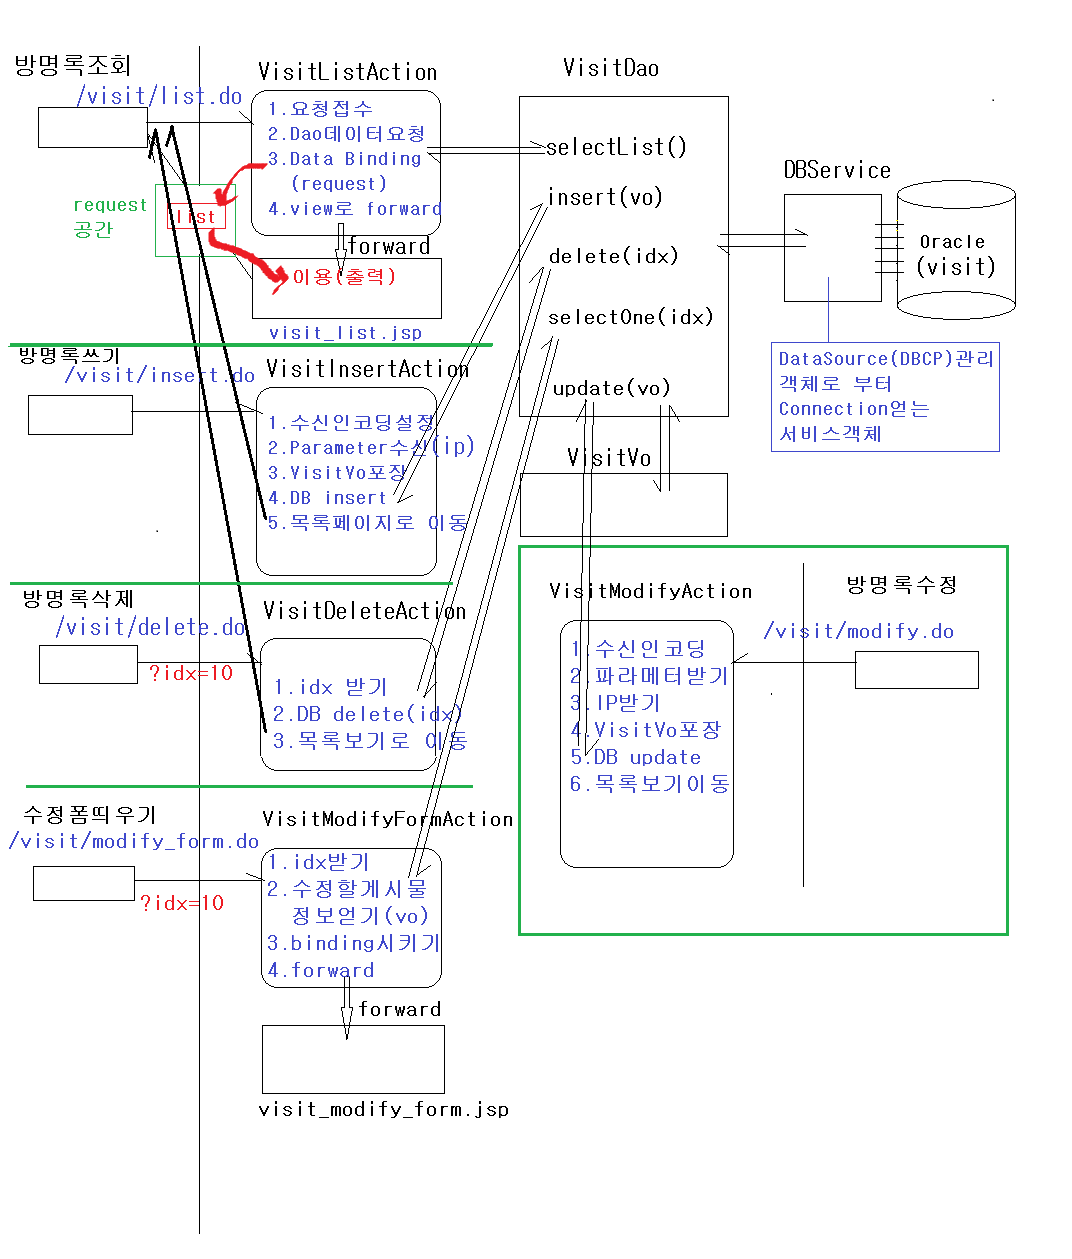 방명록조회
/visit/list.do
VisitListAction
1.요청접수
2.Dao데이터요청
3.Data Binding
(request)
4.view로 forward
request
공간
list
forward
이용(출력)
visit_list.jsp
VisitDao
selectList()
insert(vo)
delete(idx)
selectOne(idx)
update(vo)
DBService
Oracle
(visit)
DataSource(DBCP)관리
객체로 부터
Connection얻는
서비스객체
VisitVo
방명록쓰기
/visit/insert.do
VisitInsertAction
1.수신인코딩설정
2.Parameter수신(ip)
3.VisitVo포장
4.DB insert
5.목록페이지로 이동
방명록삭제
/visit/delete.do
?idx=10
VisitDeleteAction
1.idx 받기
2.DB delete(idx)
3.목록보기로 이동
VisitModifyAction
방명록수정
/visit/modify.do
1.수신인코딩
2.파라메터받기
3.IP받기
4.VisitVo포장
5.DB update
6.목록보기이동
수정폼띄우기
/visit/modify_form.do
?idx=10
VisitModifyFormAction
1.idx받기
2.수정할게시물
정보얻기(vo)
3.binding시키기
4.forward
forward
visit_modify_form.jsp